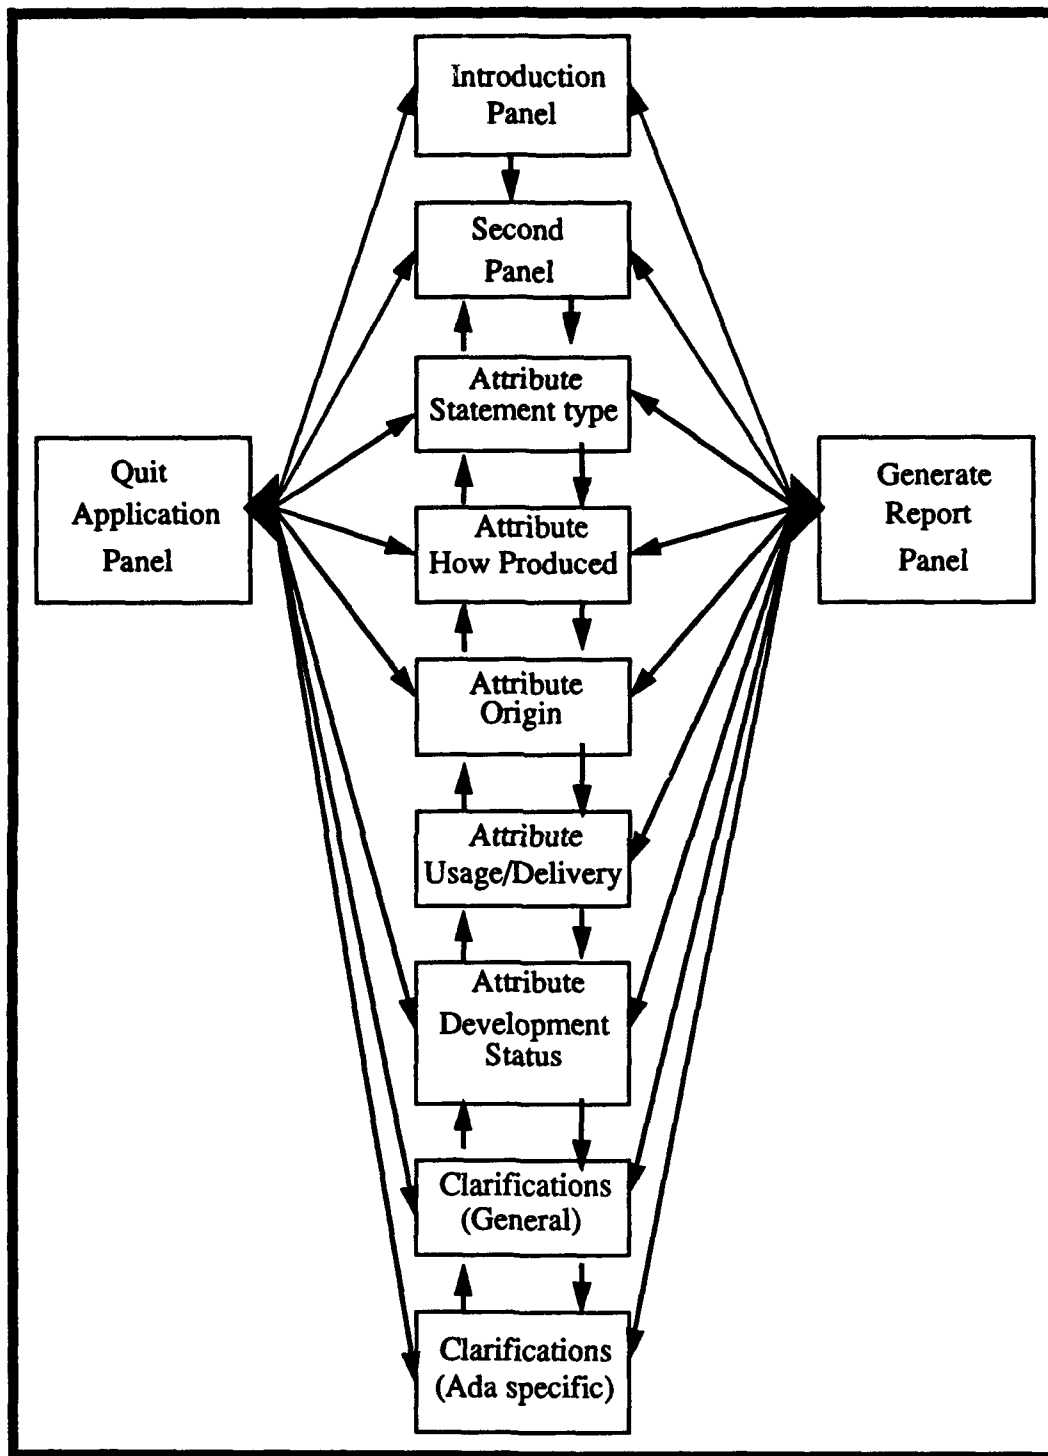 Introduction
Panel
Second
Panel
Attribute
Statement type
Quit
Application
Panel
Generate
Report
Panel
Attribute
How Produced
Attribute
Origin
Attribute
Usage/Delivery
Attribute
Development
Status
Clarifications
(General)
Clarifications
(Ada specific)